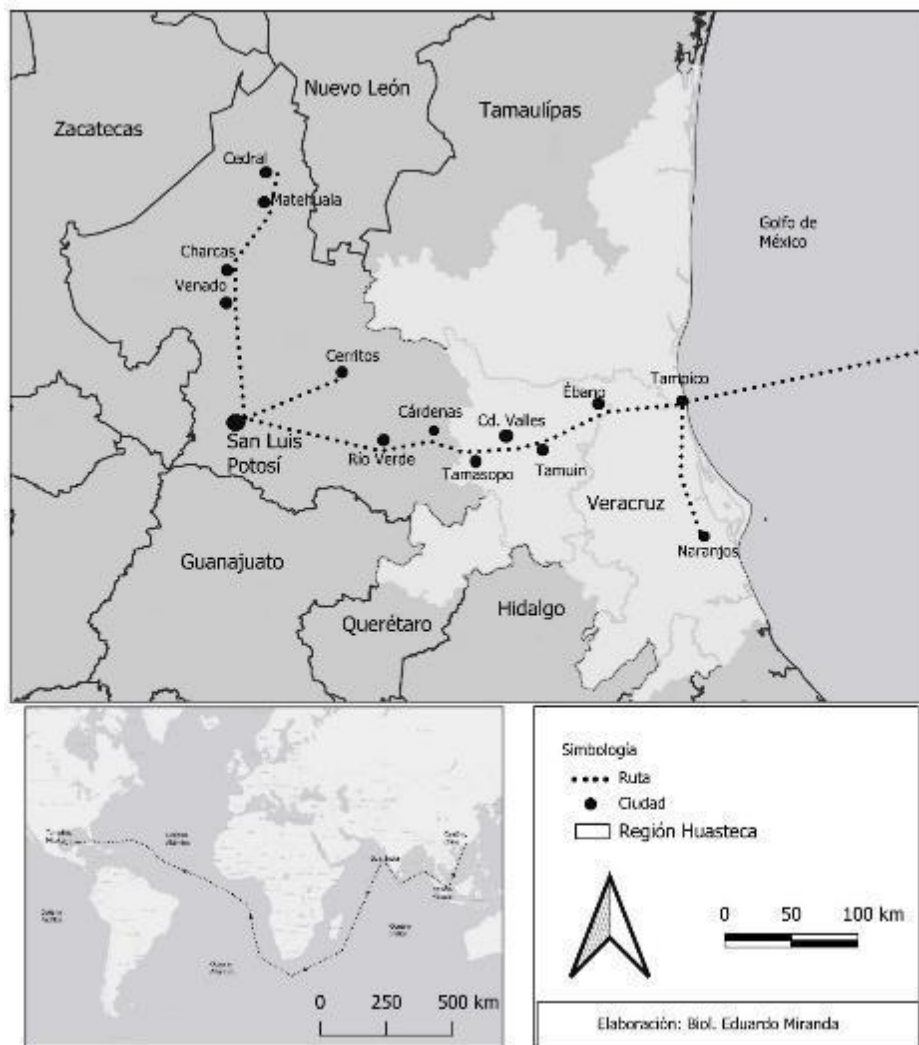 Nuevo León
Tamaulípas
Zacatecas
Cedral
Matehuala
Golfo de
México
Charcas
Venado
Cerritos
Ébano
Tampico
Cárdenas
Cd. Valles
San Luis
Potosí
Río Verde
Tamasopo
Tamuin
Veracruz
Naranjos
Guanajuato
Querétaro
Hidalgo
0 250 500 km
Simbología
Ruta
Ciudad
Región Huasteca
0 50 100 km
Elaboración: Biol. Eduardo Miranda